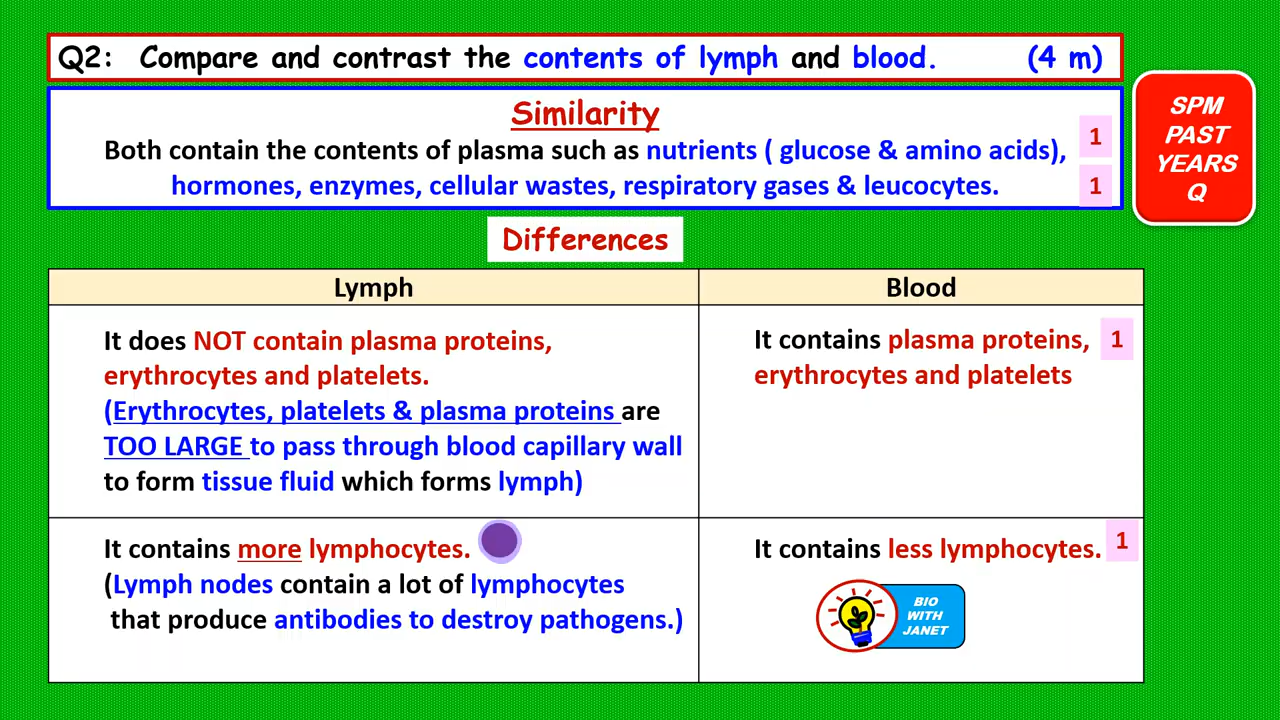 Q2: Compare and contrast the contents of lymph and blood. (4 m)
SPM
PAST
YEARS
Q
Similarity
Both contain the contents of plasma such as nutrients ( glucose & amino acids), 1
hormones, enzymes, cellular wastes, respiratory gases & leucocytes. 1
Differences
Lymph Blood
It does NOT contain plasma proteins,
erythrocytes and platelets.
(Erythrocytes, platelets & plasma proteins are
TOO LARGE to pass through blood capillary wall
to form tissue fluid which forms lymph)
It contains plasma proteins, 1
erythrocytes and platelets
It contains more lymphocytes.
(Lymph nodes contain a lot of lymphocytes
that produce antibodies to destroy pathogens.)
It contains less lymphocytes. 1
BIO
WITH
JANET